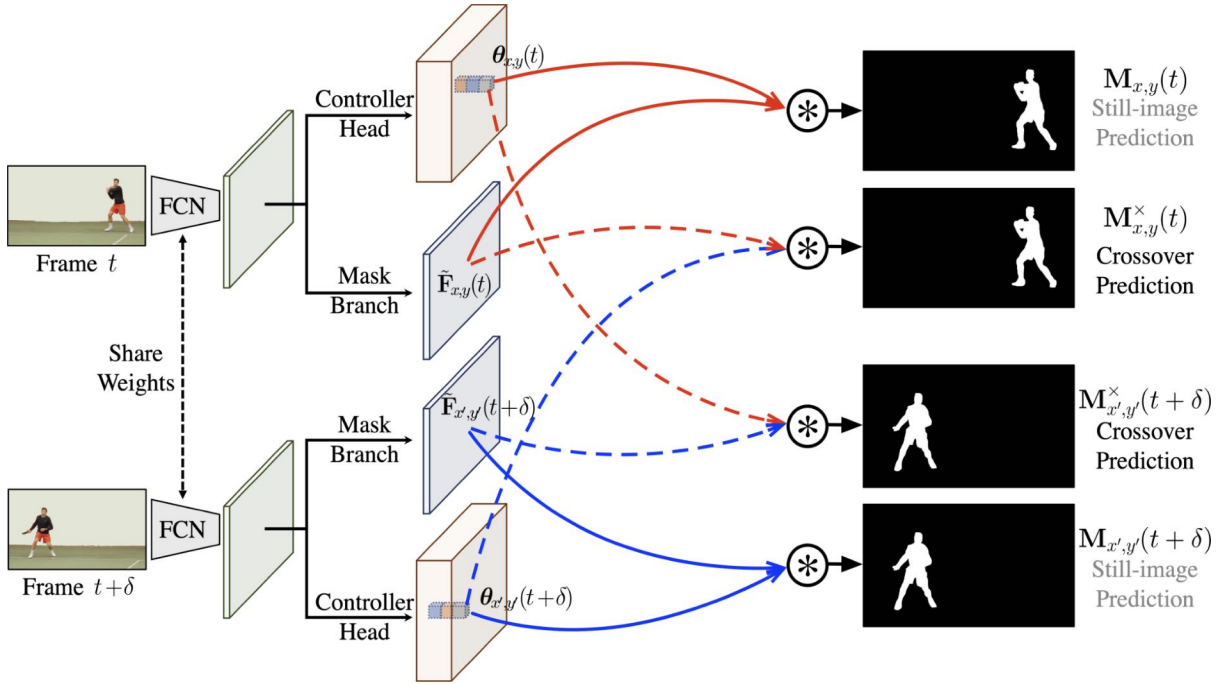 θx,y(t)
Controller
Head
Mx,y(t)
Still-image
Prediction
FCN
Frame t
Mask
Branch
F̃x,y(t)
M×x,y(t)
Crossover
Prediction
Share
Weights
Mask
Branch
F̃x′,y′(t+δ)
M×x′,y′(t + δ)
Crossover
Prediction
FCN
Frame t+δ
Controller
Head
θx′,y′(t+δ)
Mx′,y′(t + δ)
Still-image
Prediction